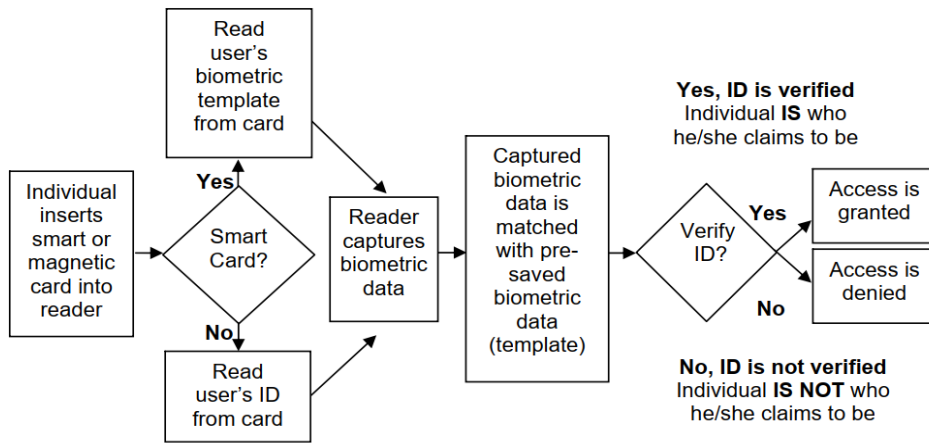 Individual
inserts
smart or
magnetic
card into
reader
Smart
Card?
Yes
Read
user's
biometric
template
from card
No
Read
user's ID
from card
Reader
captures
biometric
data
Captured
biometric
data is
matched
with pre-
saved
biometric
data
(template)
Verify
ID?
Yes, ID is verified
Individual IS who
he/she claims to be
Yes
Access is
granted
No
Access is
denied
No, ID is not verified
Individual IS NOT who
he/she claims to be